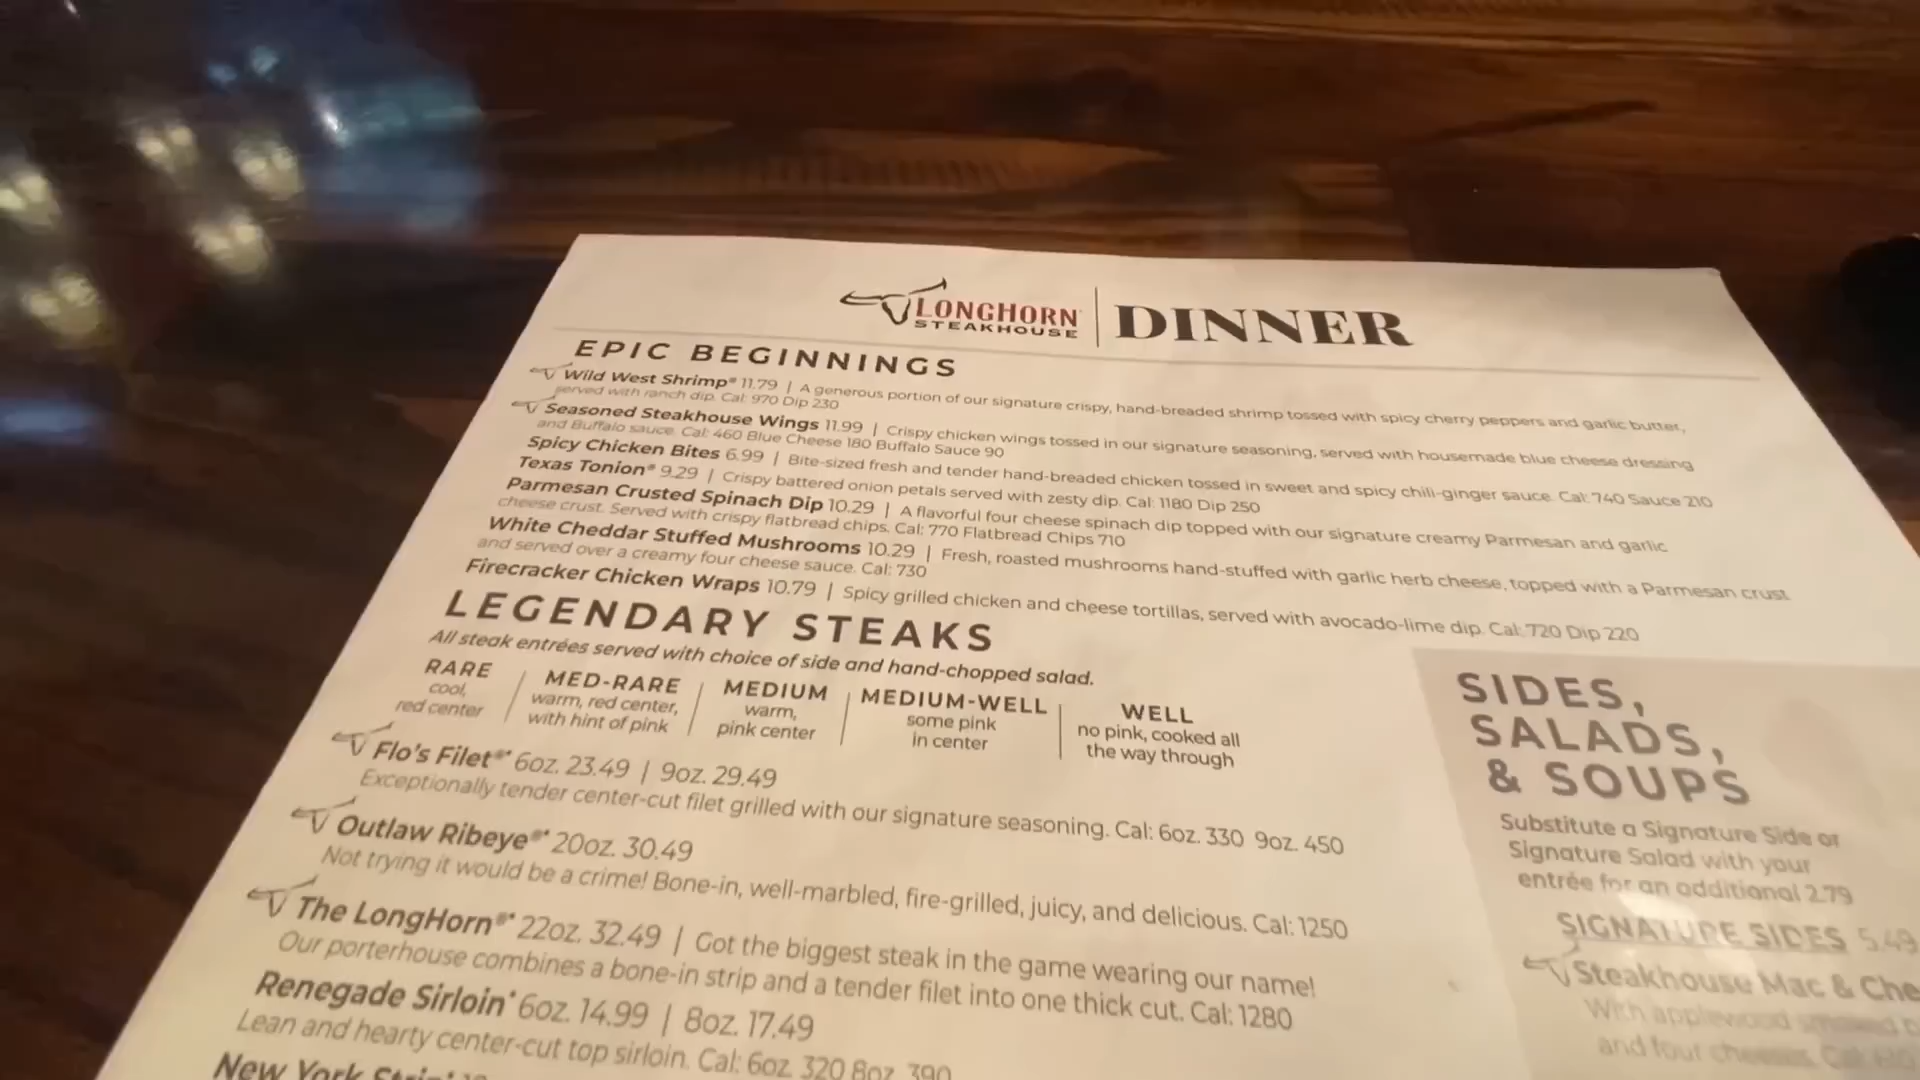 LONGHORN
STEAKHOUSE
DINNER
EPIC BEGINNINGS
Wild West Shrimp® 11.79 | A generous portion of our signature crispy, hand-breaded shrimp tossed with spicy cherry peppers and garlic butter,
served with ranch dip. Cal: 970 Dip 230
Seasoned Steakhouse Wings 11.99 | Crispy chicken wings tossed in our signature seasoning, served with housemade blue cheese dressing
and Buffalo sauce. Cal: 460 Blue Cheese 180 Buffalo Sauce 90
Spicy Chicken Bites 6.99 | Bite-sized fresh and tender hand-breaded chicken tossed in sweet and spicy chili-ginger sauce. Cal: 740 Sauce 210
Texas Tonion® 9.29 | Crispy battered onion petals served with zesty dip. Cal: 1180 Dip 250
Parmesan Crusted Spinach Dip 10.29 | A flavorful four cheese spinach dip topped with our signature creamy Parmesan and garlic
cheese crust. Served with crispy flatbread chips. Cal: 770 Flatbread Chips 710
White Cheddar Stuffed Mushrooms 10.29 | Fresh, roasted mushrooms hand-stuffed with garlic herb cheese, topped with a Parmesan crust
and served over a creamy four cheese sauce. Cal: 730
Firecracker Chicken Wraps 10.79 | Spicy grilled chicken and cheese tortillas, served with avocado-lime dip. Cal: 720 Dip 220
LEGENDARY STEAKS
All steak entrées served with choice of side and hand-chopped salad.
RARE
cool,
red center
MED-RARE
warm, red center,
with hint of pink
MEDIUM
warm,
pink center
MEDIUM-WELL
some pink
in center
WELL
no pink, cooked all
the way through
Flo's Filet®* 6oz. 23.49 | 9oz. 29.49
Exceptionally tender center-cut filet grilled with our signature seasoning. Cal: 6oz. 330 9oz. 450
Outlaw Ribeye®* 20oz. 30.49
Not trying it would be a crime! Bone-in, well-marbled, fire-grilled, juicy, and delicious. Cal: 1250
The LongHorn®* 22oz. 32.49 | Got the biggest steak in the game wearing our name!
Our porterhouse combines a bone-in strip and a tender filet into one thick cut. Cal: 1280
Renegade Sirloin* 6oz. 14.99 | 8oz. 17.49
Lean and hearty center-cut top sirloin. Cal: 6oz. 320 8oz. 390
New York Strip*
SIDES,
SALADS,
& SOUPS
Substitute a Signature Side or
Signature Salad with your
entrée for an additional 2.79
SIGNATURE SIDES 5.49
Steakhouse Mac & Che
With applewood smoked b
and four cheeses. Cal: